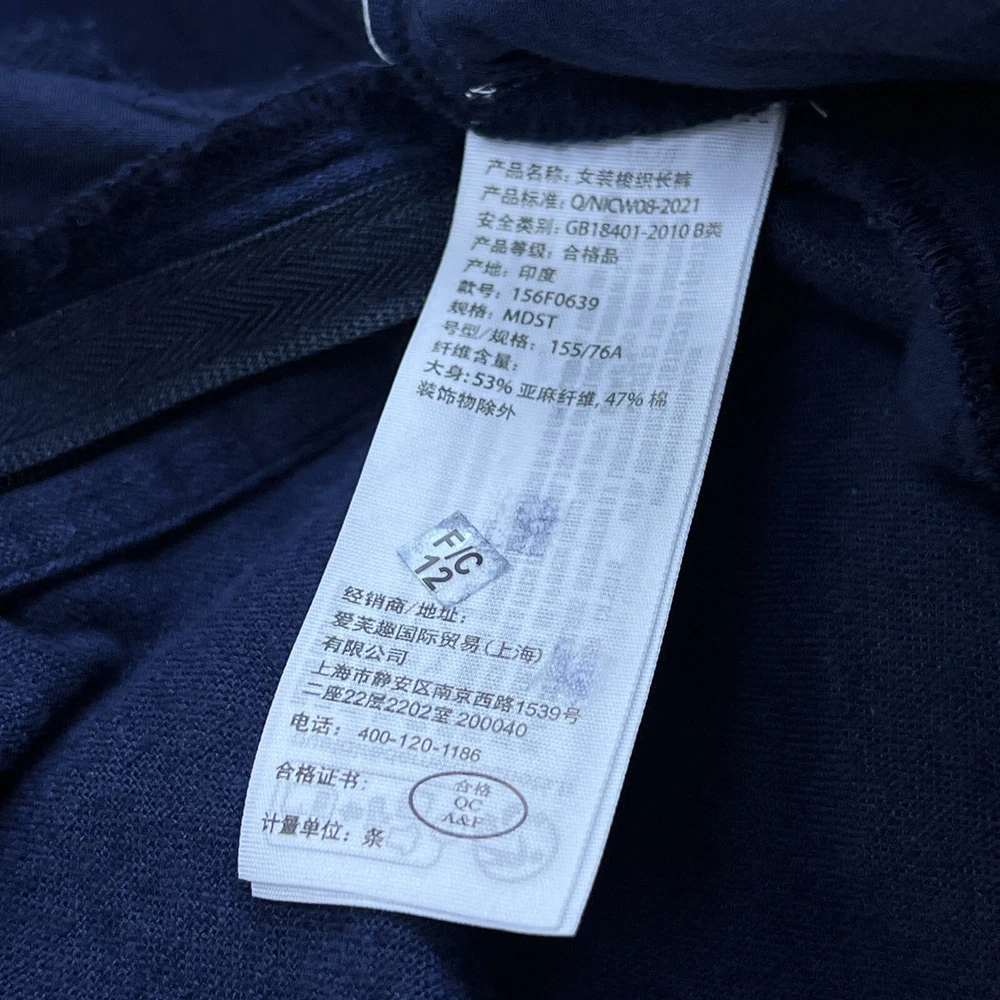 产品名称: 女装梭织长裤
产品标准: Q/NJCW08-2021
安全类别: GB18401-2010 B类
产品等级: 合格品
产地: 印度
款号: 156F0639
规格: MDST
号型/规格: 155/76A
纤维含量:
大身: 53% 亚麻纤维, 47% 棉
装饰物除外
F/C
12
经销商/地址:
爱芙趣国际贸易(上海)
有限公司
上海市静安区南京西路1539号
二座22层2202室 200040
电话: 400-120-1186
合格证书:
合格
QC
A&F
计量单位: 条